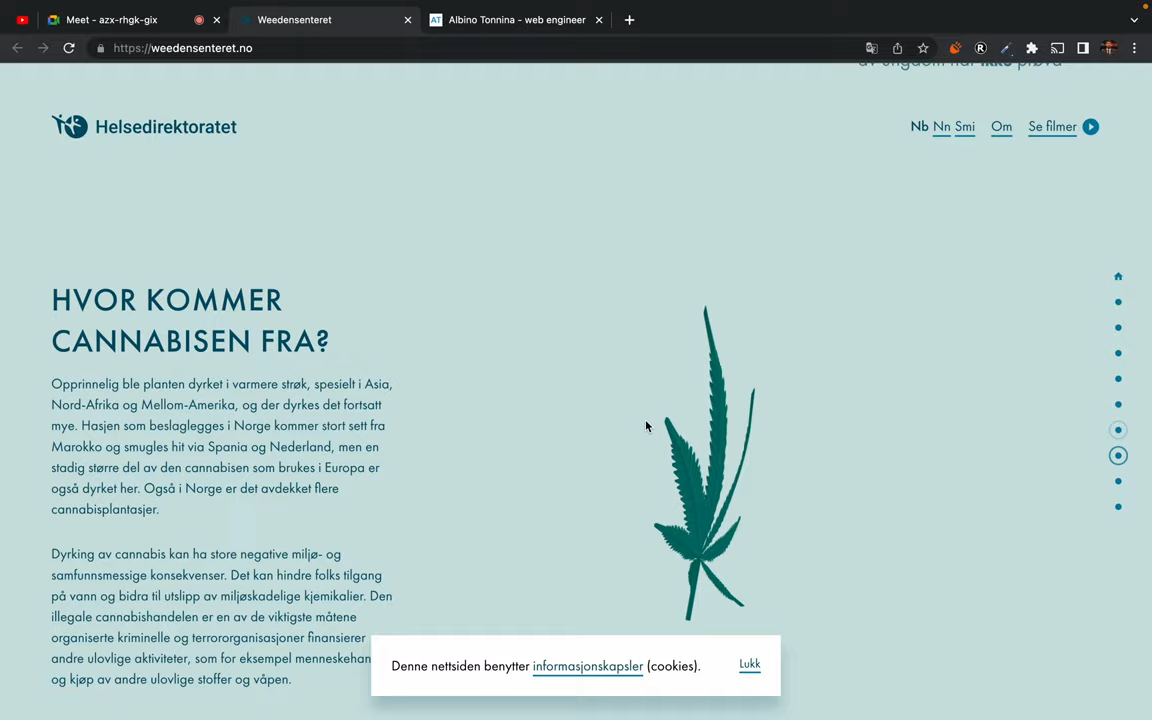 Meet - azx-rhgk-gix
Weedensenteret
AT
Albino Tonnina - web engineer
https://weedensenteret.no
av ungdom har ikke prøvd
Helsedirektoratet
Nb Nn Smi Om Se filmer
HVOR KOMMER
CANNABISEN FRA?
Opprinnelig ble planten dyrket i varmere strøk, spesielt i Asia,
Nord-Afrika og Mellom-Amerika, og der dyrkes det fortsatt
mye. Hasjen som beslaglegges i Norge kommer stort sett fra
Marokko og smugles hit via Spania og Nederland, men en
stadig større del av den cannabisen som brukes i Europa er
også dyrket her. Også i Norge er det avdekket flere
cannabisplantasjer.
Dyrking av cannabis kan ha store negative miljø- og
samfunnsmessige konsekvenser. Det kan hindre folks tilgang
på vann og bidra til utslipp av miljøskadelige kjemikalier. Den
illegale cannabishandelen er en av de viktigste måtene
organiserte kriminelle og terrororganisasjoner finansierer
andre ulovlige aktiviteter, som for eksempel menneskehan
og kjøp av andre ulovlige stoffer og våpen.
Denne nettsiden benytter informasjonskapsler (cookies).
Lukk